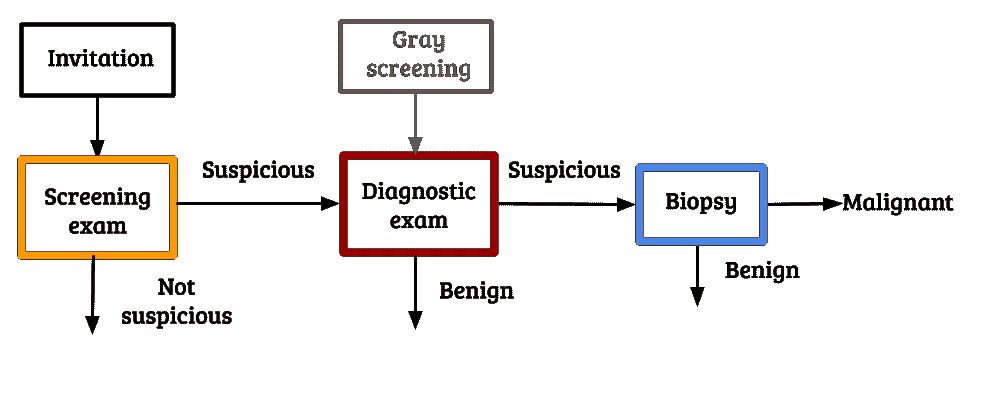 Invitation
Gray
screening
Screening
exam
Suspicious
Diagnostic
exam
Suspicious
Biopsy
Malignant
Not
suspicious
Benign
Benign